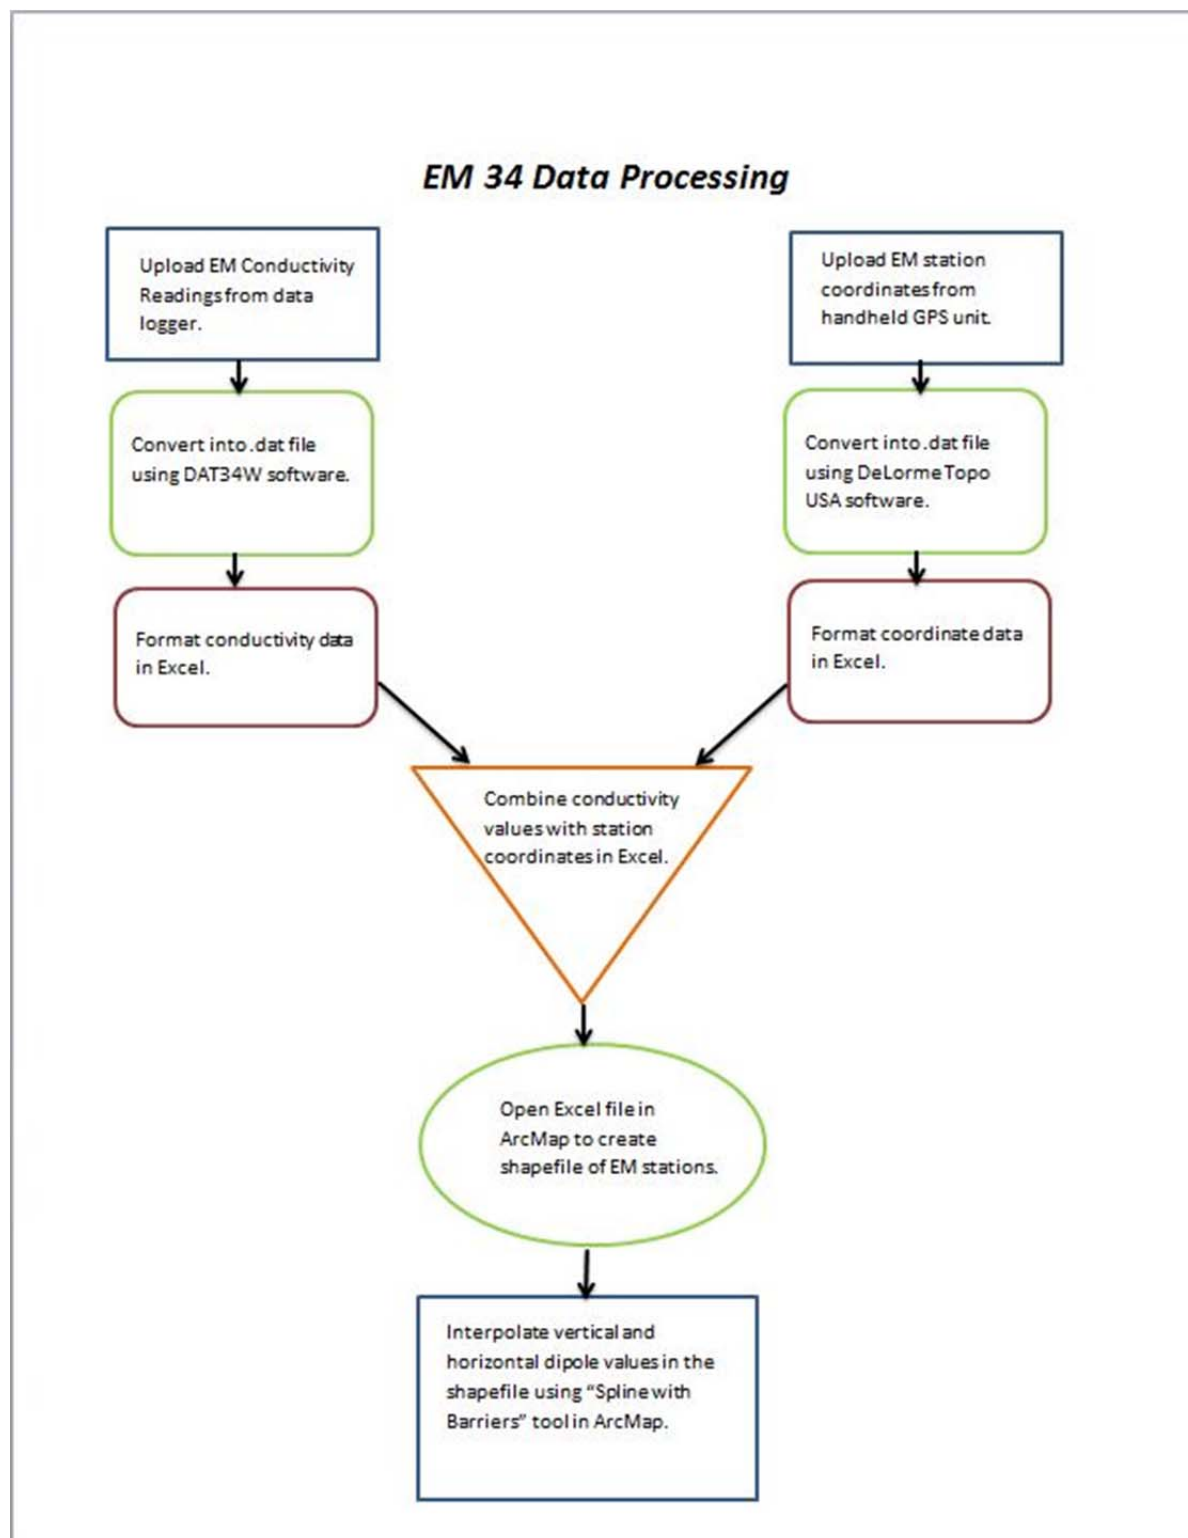 EM 34 Data Processing
Upload EM Conductivity
Readings from data
logger.
Upload EM station
coordinates from
handheld GPS unit.
Convert into .dat file
using DAT34W software.
Convert into .dat file
using DeLorme Topo
USA software.
Format conductivity data
in Excel.
Format coordinate data
in Excel.
Combine conductivity
values with station
coordinates in Excel.
Open Excel file in
ArcMap to create
shapefile of EM stations.
Interpolate vertical and
horizontal dipole values in the
shapefile using “Spline with
Barriers” tool in ArcMap.